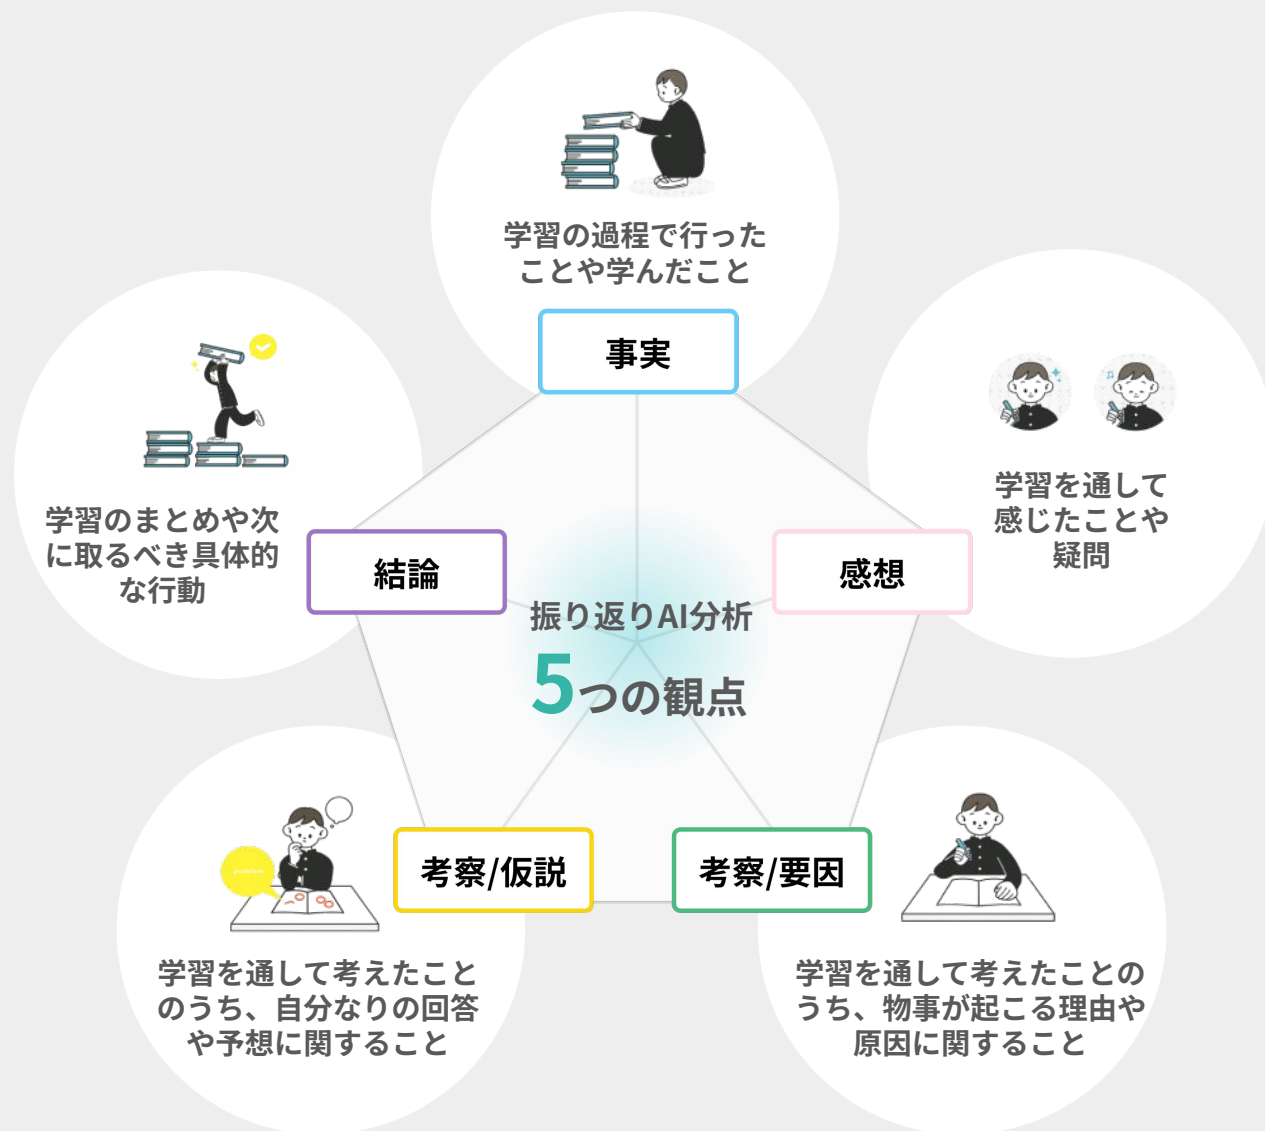 学習の過程で行った
ことや学んだこと
事実
学習を通して
感じたことや
疑問
感想
学習のまとめや次
に取るべき具体的
な行動
結論
振り返りAI分析
5つの観点
考察/仮説
学習を通して考えたこと
のうち、自分なりの回答
や予想に関すること
考察/要因
学習を通して考えたことの
うち、物事が起こる理由や
原因に関すること